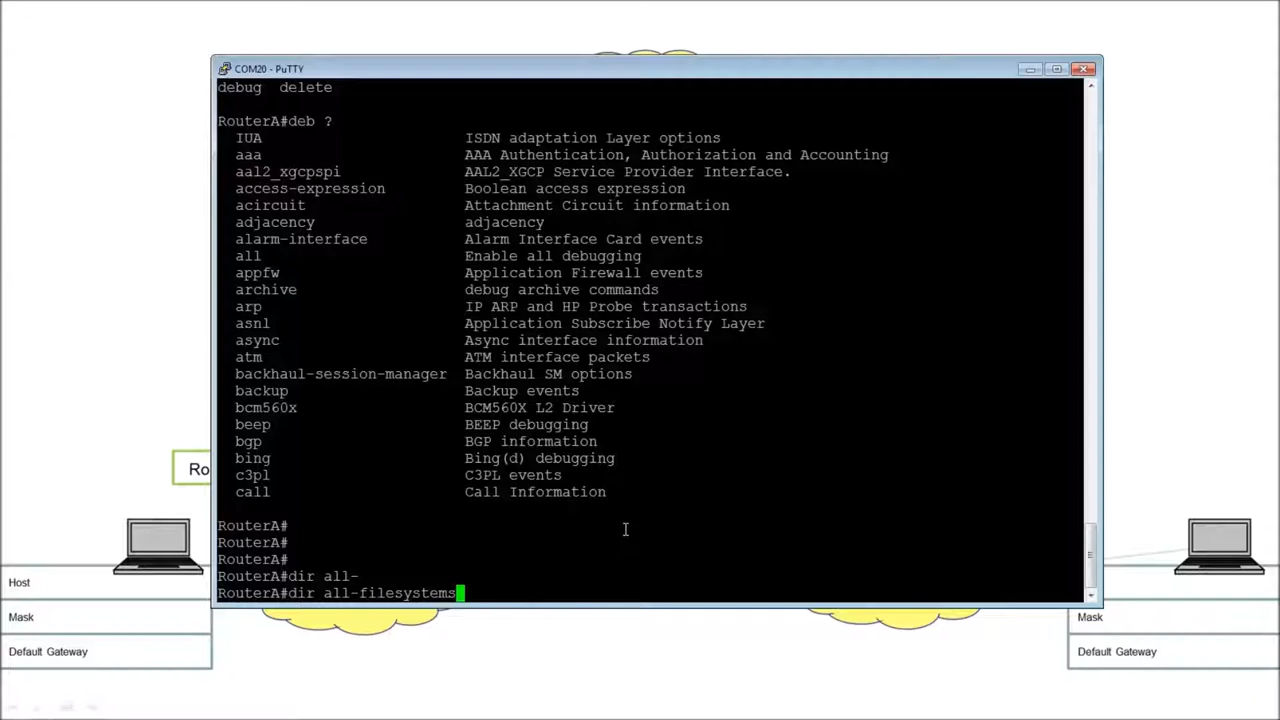 COM20 - PuTTY
debug  delete
RouterA#deb ?
IUA ISDN adaptation Layer options
aaa AAA Authentication, Authorization and Accounting
aal2_xgcpspi AAL2_XGCP Service Provider Interface.
access-expression Boolean access expression
acircuit Attachment Circuit information
adjacency adjacency
alarm-interface Alarm Interface Card events
all Enable all debugging
appfw Application Firewall events
archive debug archive commands
arp IP ARP and HP Probe transactions
asnl Application Subscribe Notify Layer
async Async interface information
atm ATM interface packets
backhaul-session-manager Backhaul SM options
backup Backup events
bcm560x BCM560X L2 Driver
beep BEEP debugging
bgp BGP information
bing Bing(d) debugging
c3pl C3PL events
call Call Information
RouterA#
RouterA#
RouterA#
RouterA#dir all-
RouterA#dir all-filesystems
Ro
Host
Mask
Default Gateway
Mask
Default Gateway